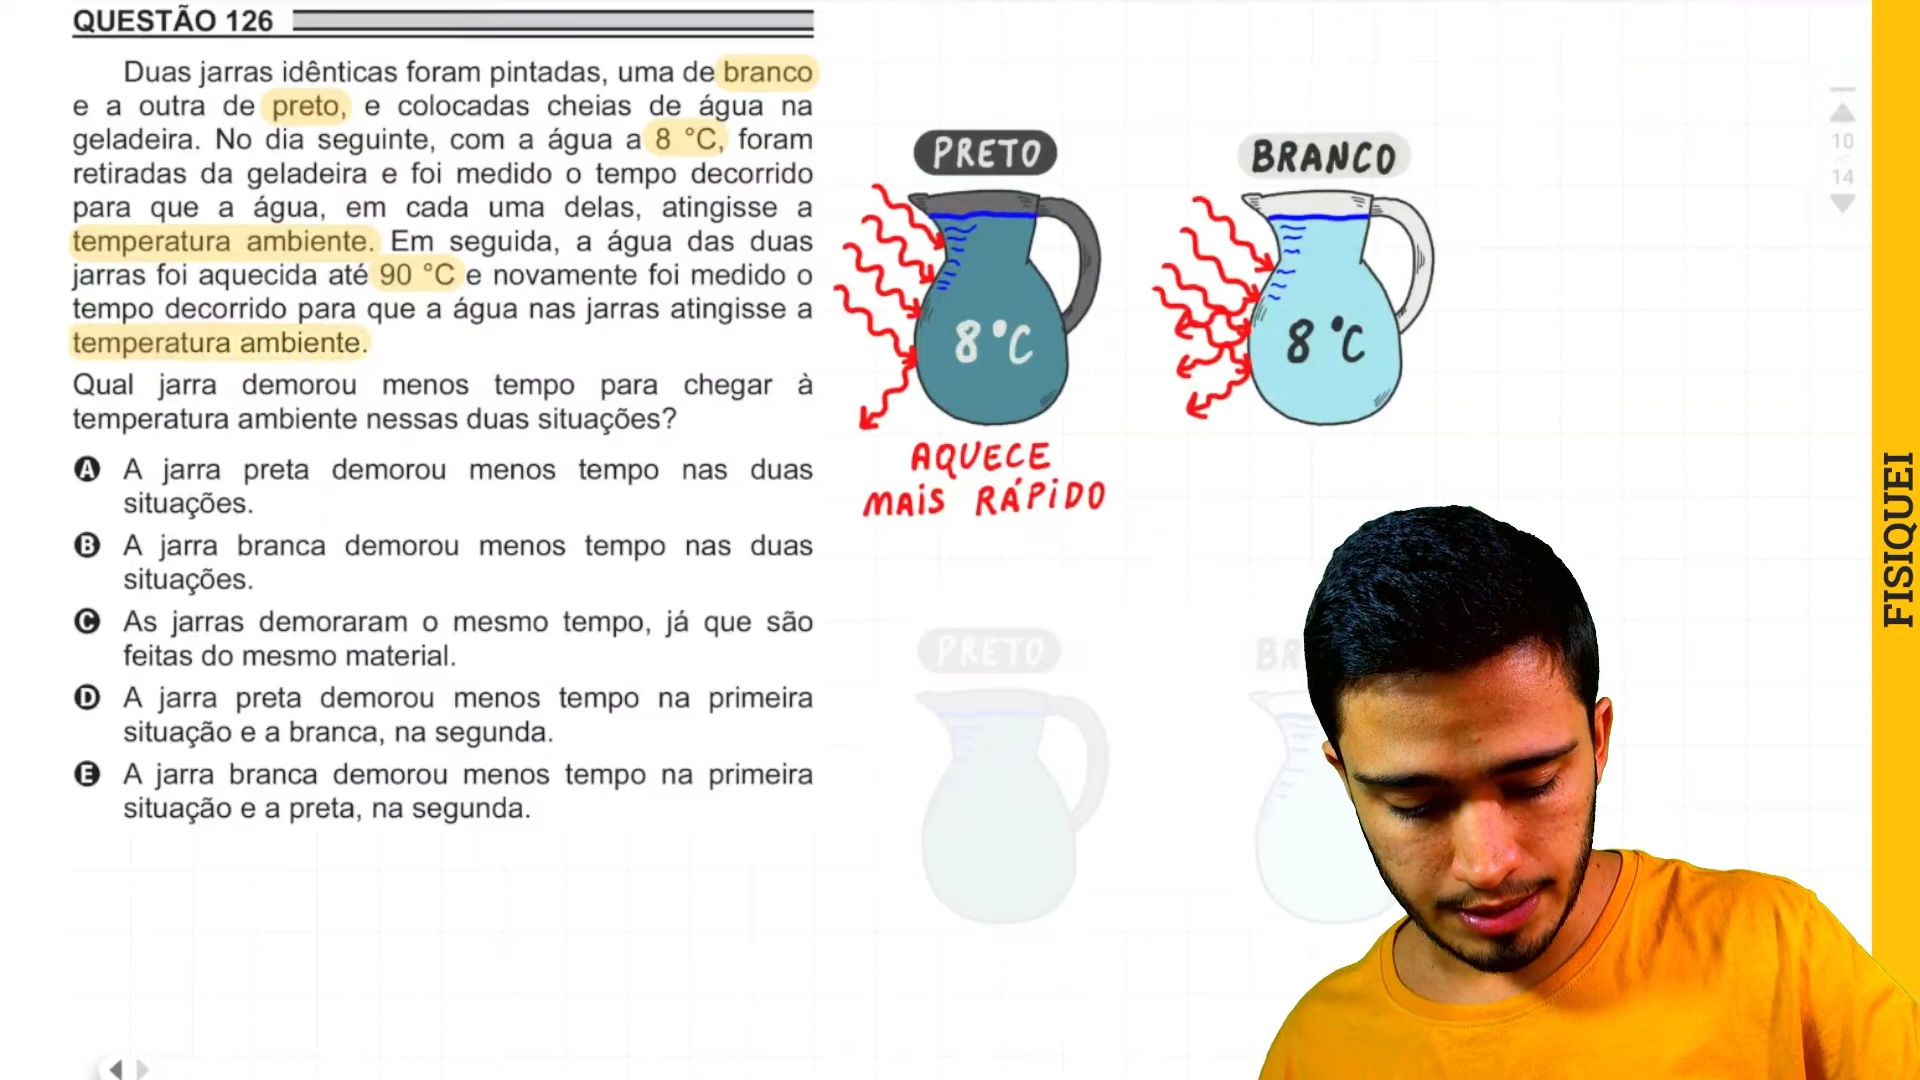 QUESTÃO 126
Duas jarras idênticas foram pintadas, uma de branco
e a outra de preto, e colocadas cheias de água na
geladeira. No dia seguinte, com a água a 8 °C, foram
retiradas da geladeira e foi medido o tempo decorrido
para que a água, em cada uma delas, atingisse a
temperatura ambiente. Em seguida, a água das duas
jarras foi aquecida até 90 °C e novamente foi medido o
tempo decorrido para que a água nas jarras atingisse a
temperatura ambiente.
Qual jarra demorou menos tempo para chegar à
temperatura ambiente nessas duas situações?
A A jarra preta demorou menos tempo nas duas
situações.
B A jarra branca demorou menos tempo nas duas
situações.
C As jarras demoraram o mesmo tempo, já que são
feitas do mesmo material.
D A jarra preta demorou menos tempo na primeira
situação e a branca, na segunda.
E A jarra branca demorou menos tempo na primeira
situação e a preta, na segunda.
PRETO
8°C
AQUECE
MAIS RÁPIDO
BRANCO
8°C
PRETO
BR
10
14
FISIQUEI